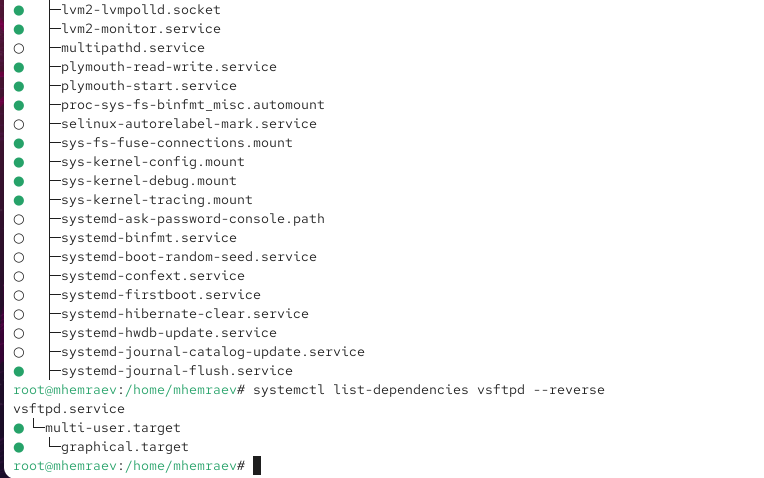 ● ├─lvm2-lvmpolld.socket
● ├─lvm2-monitor.service
○ ├─multipathd.service
● ├─plymouth-read-write.service
● ├─plymouth-start.service
● ├─proc-sys-fs-binfmt_misc.automount
○ ├─selinux-autorelabel-mark.service
● ├─sys-fs-fuse-connections.mount
● ├─sys-kernel-config.mount
● ├─sys-kernel-debug.mount
● ├─sys-kernel-tracing.mount
○ ├─systemd-ask-password-console.path
○ ├─systemd-binfmt.service
○ ├─systemd-boot-random-seed.service
○ ├─systemd-confext.service
○ ├─systemd-firstboot.service
○ ├─systemd-hibernate-clear.service
○ ├─systemd-hwdb-update.service
○ ├─systemd-journal-catalog-update.service
● ├─systemd-journal-flush.service
root@mhemraev:/home/mhemraev# systemctl list-dependencies vsftpd --reverse
vsftpd.service
● └─multi-user.target
●   └─graphical.target
root@mhemraev:/home/mhemraev#